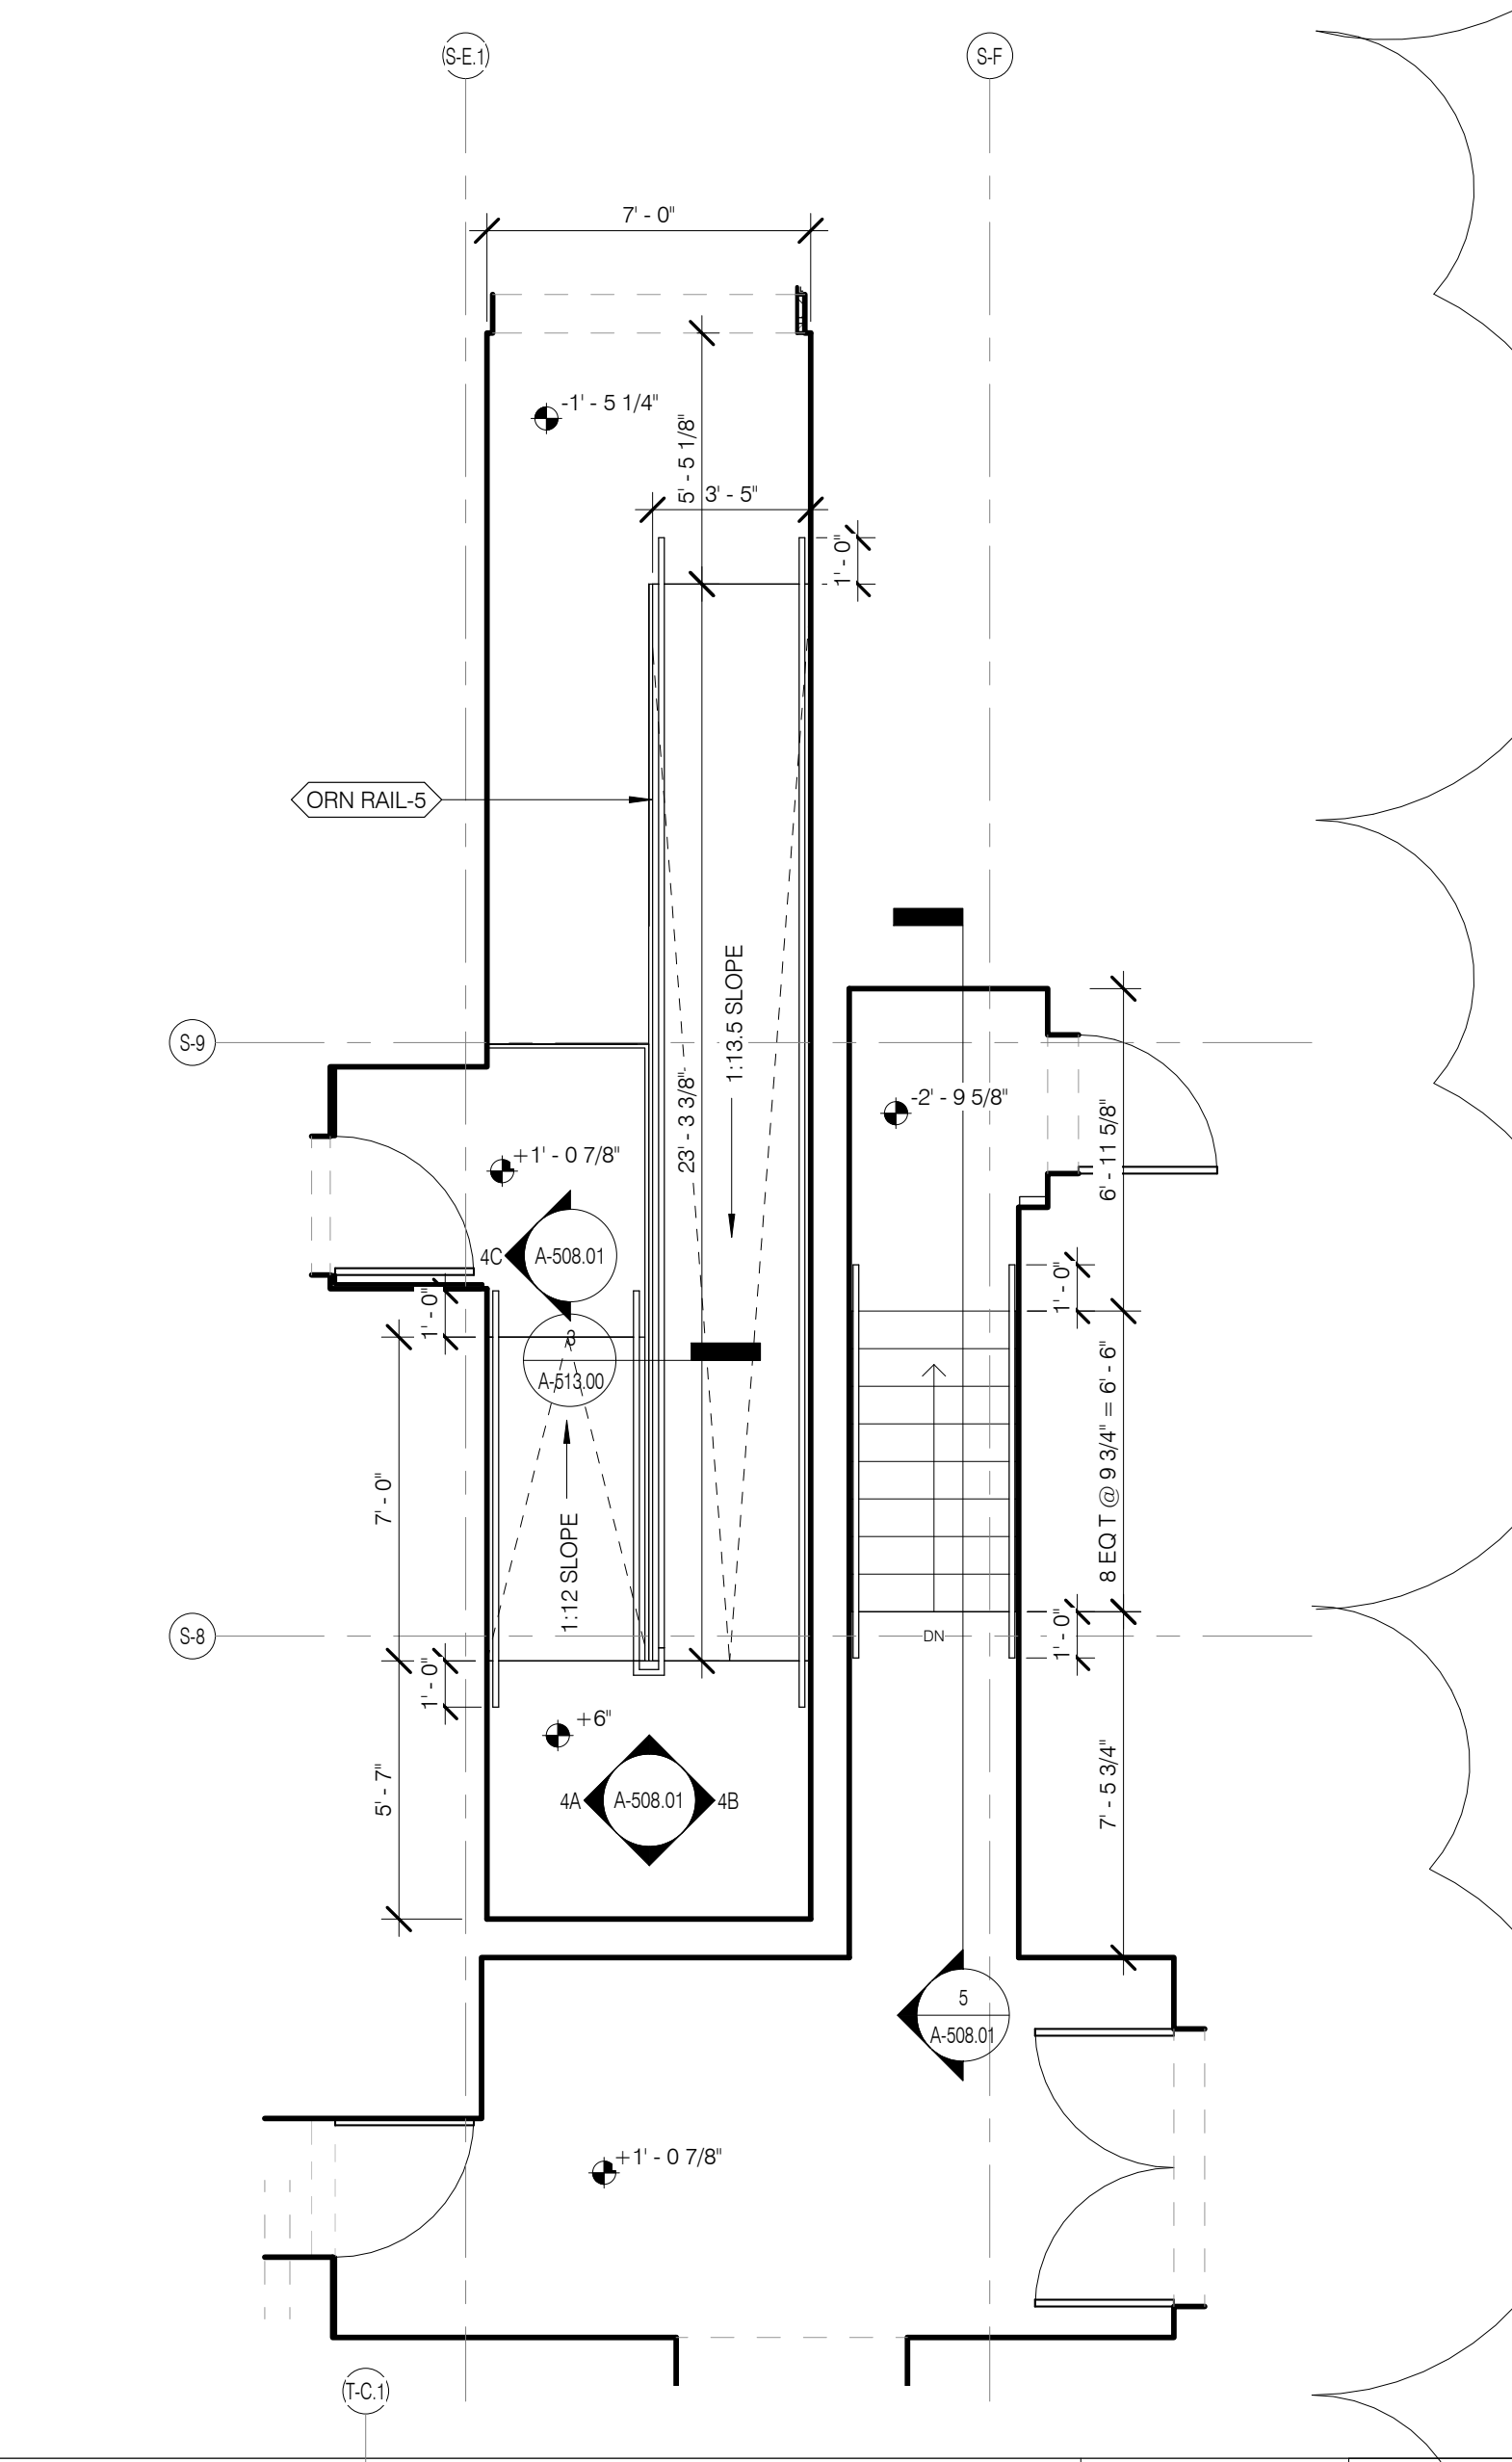 S-E.1
S-F
7' - 0"
-1' - 5 1/4"
5' - 5 1/8"
3' - 5"
1' - 0"
ORN RAIL-5
1:13.5 SLOPE
S-9
23' - 3 3/8"
-2' - 9 5/8"
6' - 11 5/8"
+1' - 0 7/8"
4C
A-508.01
1' - 0"
1' - 0"
3
A-513.00
8 EQ T @ 9 3/4" = 6' - 6"
7' - 0"
1:12 SLOPE
S-8
DN
1' - 0"
1' - 0"
+6"
5' - 7"
4A
A-508.01
4B
7' - 5 3/4"
5
A-508.01
+1' - 0 7/8"
T-C.1